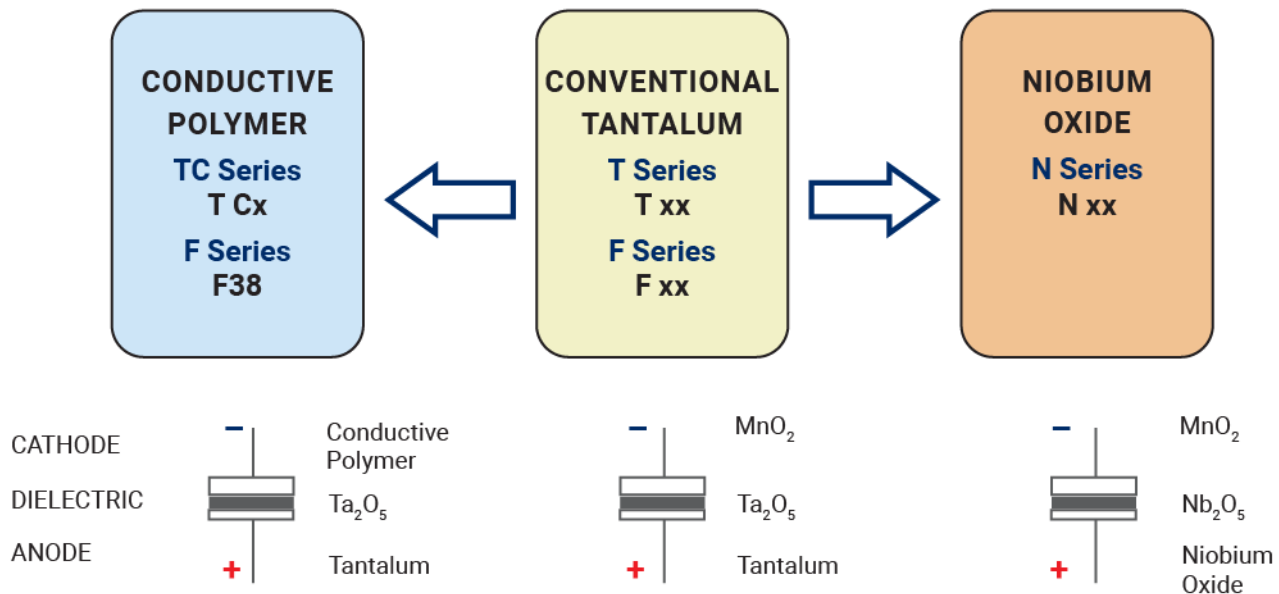 CONDUCTIVE
POLYMER
TC Series
T Cx
F Series
F38
CONVENTIONAL
TANTALUM
T Series
T xx
F Series
F xx
NIOBIUM
OXIDE
N Series
N xx
CATHODE
DIELECTRIC
ANODE
−
Conductive
Polymer
Ta₂O₅
+
Tantalum
−
MnO₂
Ta₂O₅
+
Tantalum
−
MnO₂
Nb₂O₅
+
Niobium
Oxide